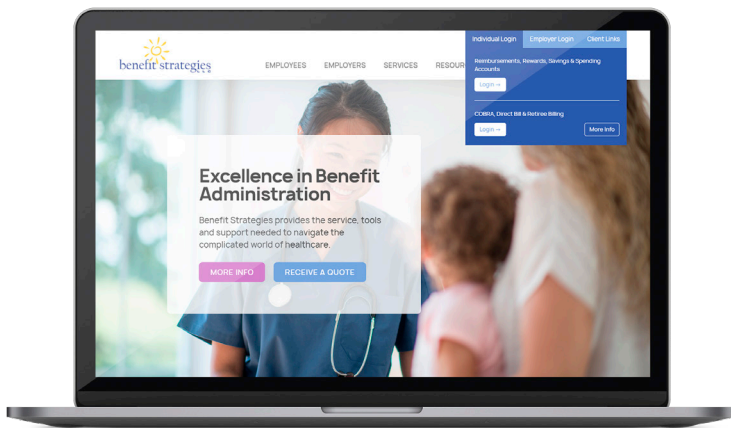 benefit strategies
LLC
EMPLOYEES EMPLOYERS SERVICES
Individual Login Employer Login Client Links
Reimbursements, Rewards, Savings & Spending
Accounts
Login →
COBRA, Direct Bill & Retiree Billing
Login → More Info
Excellence in Benefit
Administration
Benefit Strategies provides the service, tools
and support needed to navigate the
complicated world of healthcare.
MORE INFO RECEIVE A QUOTE